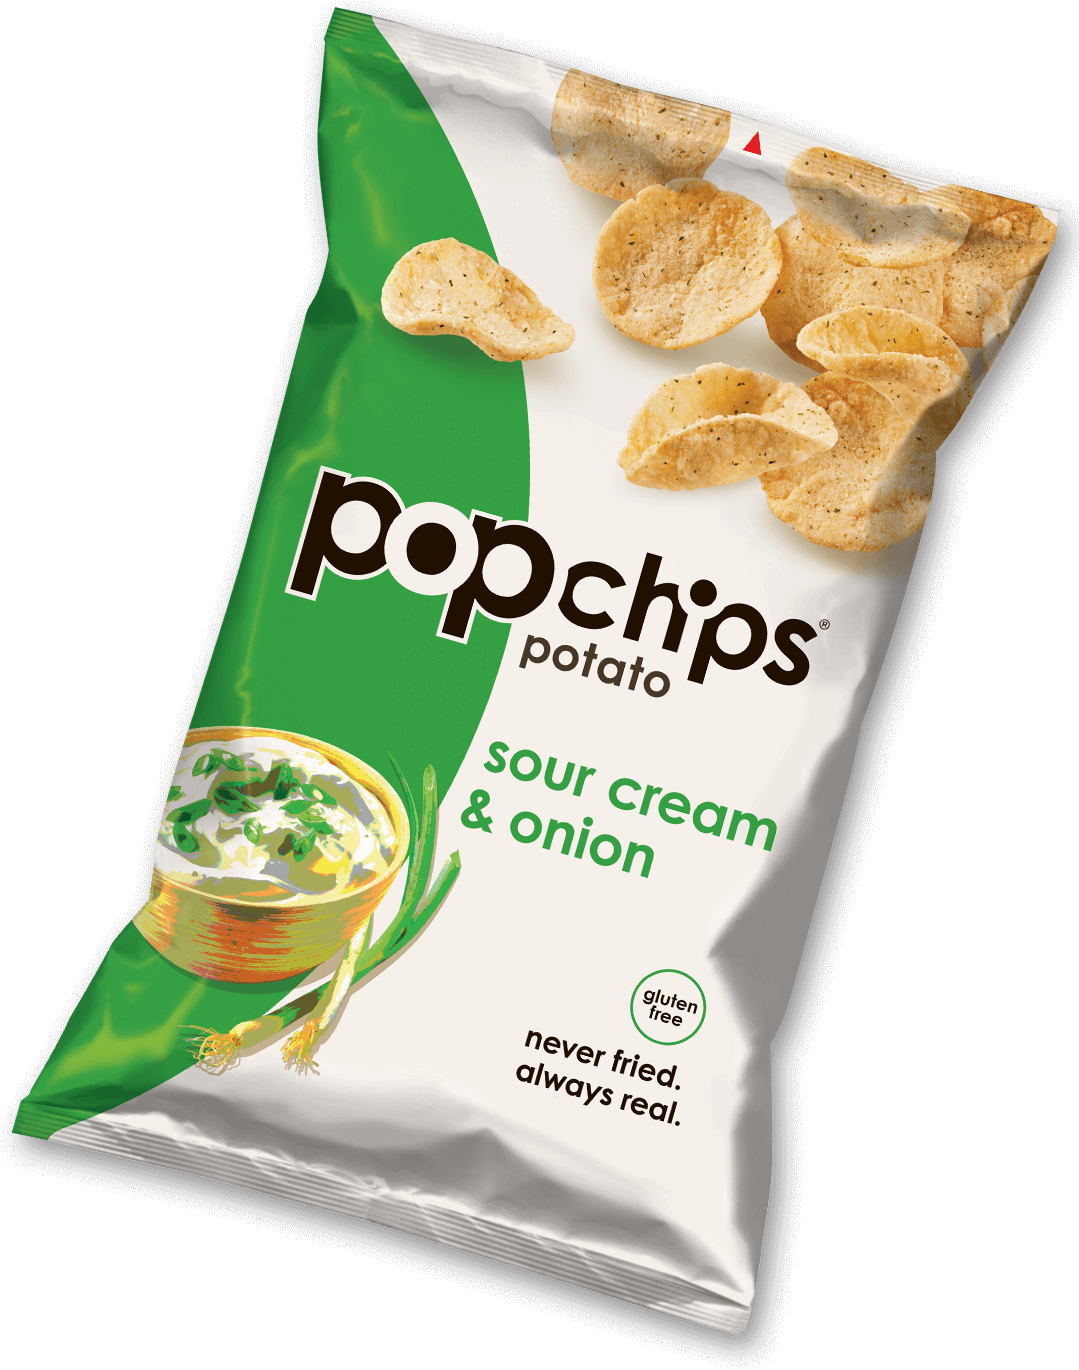 popchips®
potato
sour cream
& onion
gluten
free
never fried.
always real.